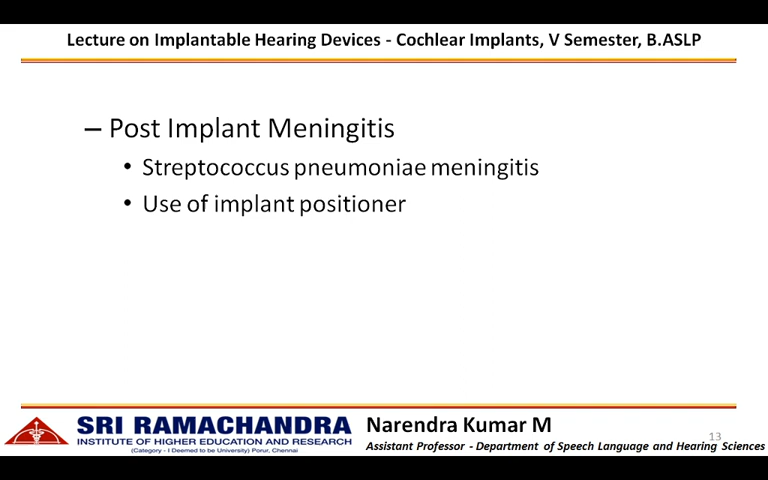 Lecture on Implantable Hearing Devices - Cochlear Implants, V Semester, B.ASLP
– Post Implant Meningitis
• Streptococcus pneumoniae meningitis
• Use of implant positioner
SRI RAMACHANDRA
INSTITUTE OF HIGHER EDUCATION AND RESEARCH
(Category - I Deemed to be University) Porur, Chennai
Narendra Kumar M
Assistant Professor - Department of Speech Language and Hearing Sciences
13